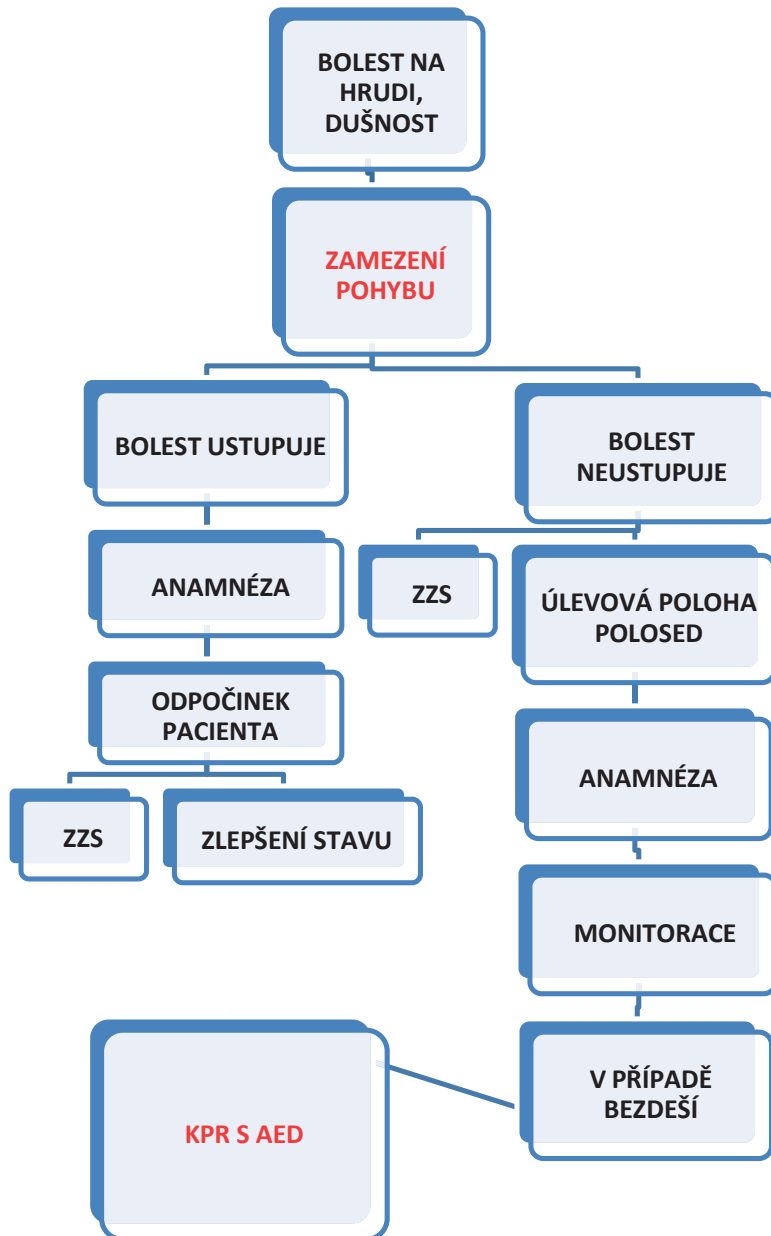 BOLEST NA
HRUDI,
DUŠNOST
ZAMEZENÍ
POHYBU
BOLEST USTUPUJE
BOLEST
NEUSTUPUJE
ANAMNÉZA
ZZS
ÚLEVOVÁ POLOHA
POLOSED
ODPOČINEK
PACIENTA
ANAMNÉZA
ZZS
ZLEPŠENÍ STAVU
MONITORACE
V PŘÍPADĚ
BEZDEŠÍ
KPR S AED